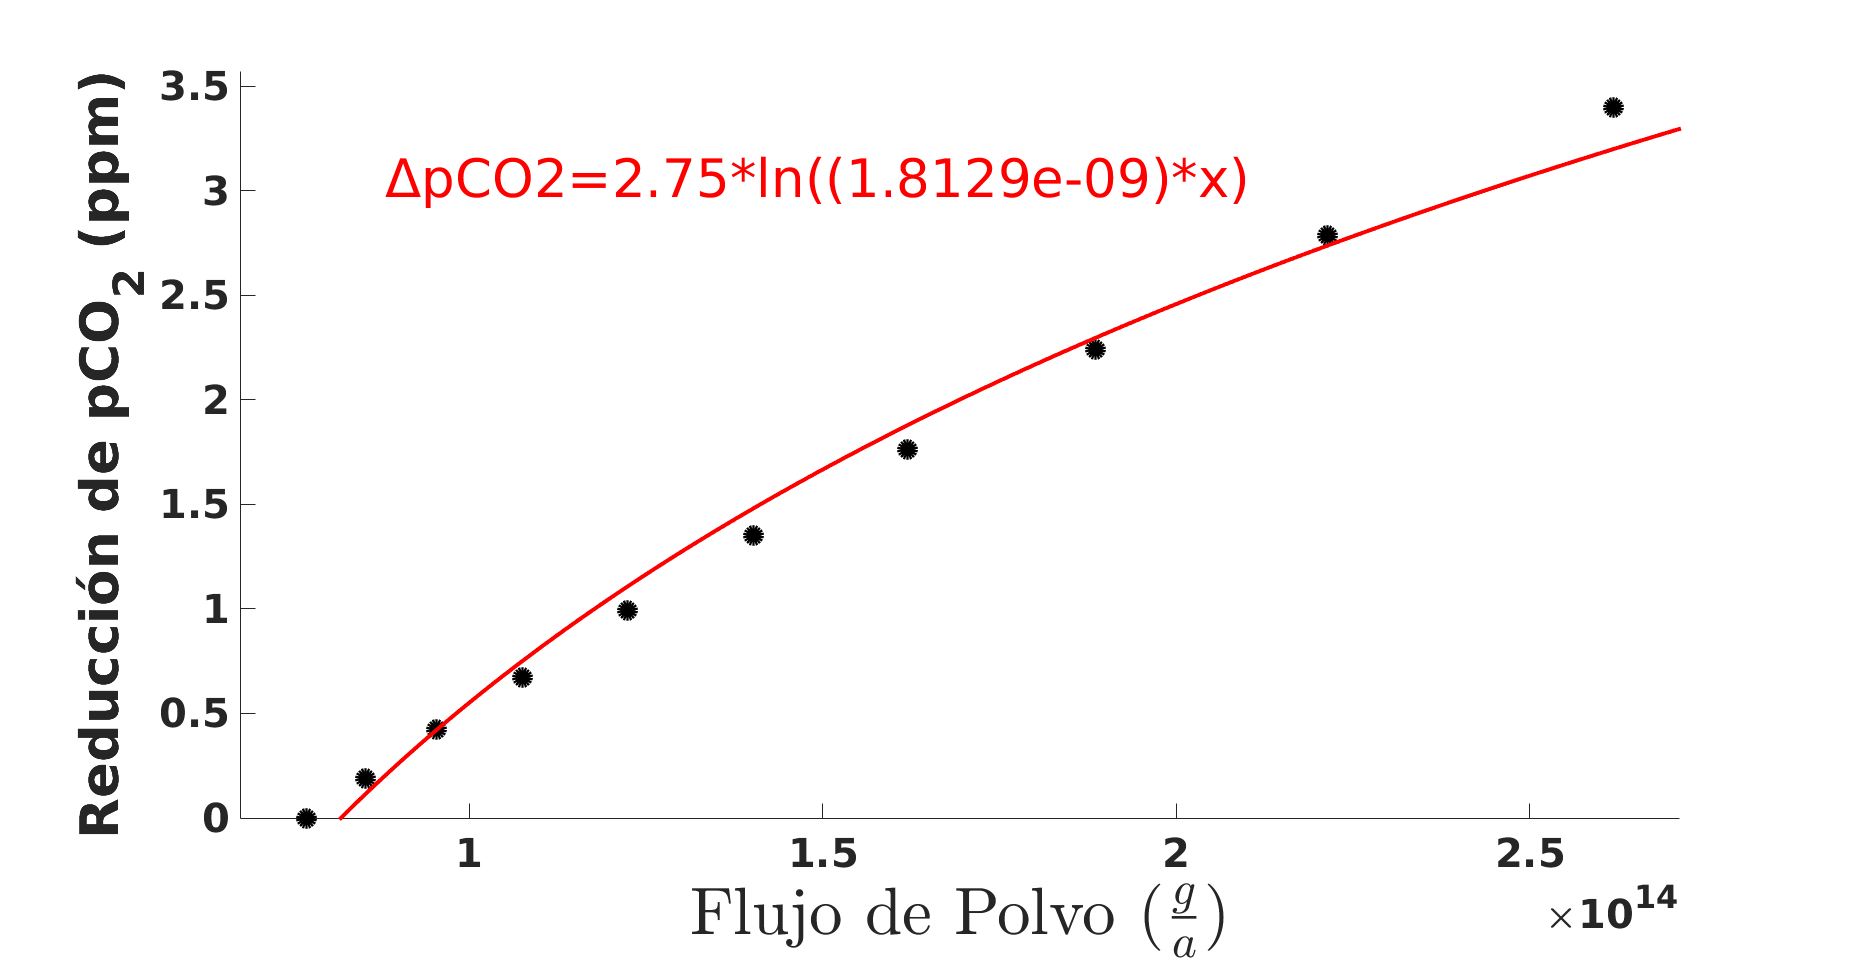 Reducción de pCO2 (ppm)
3.5
3
2.5
2
1.5
1
0.5
0
ΔpCO2=2.75*ln((1.8129e-09)*x)
1 1.5 2 2.5
×10^14
Flujo de Polvo (g/a)